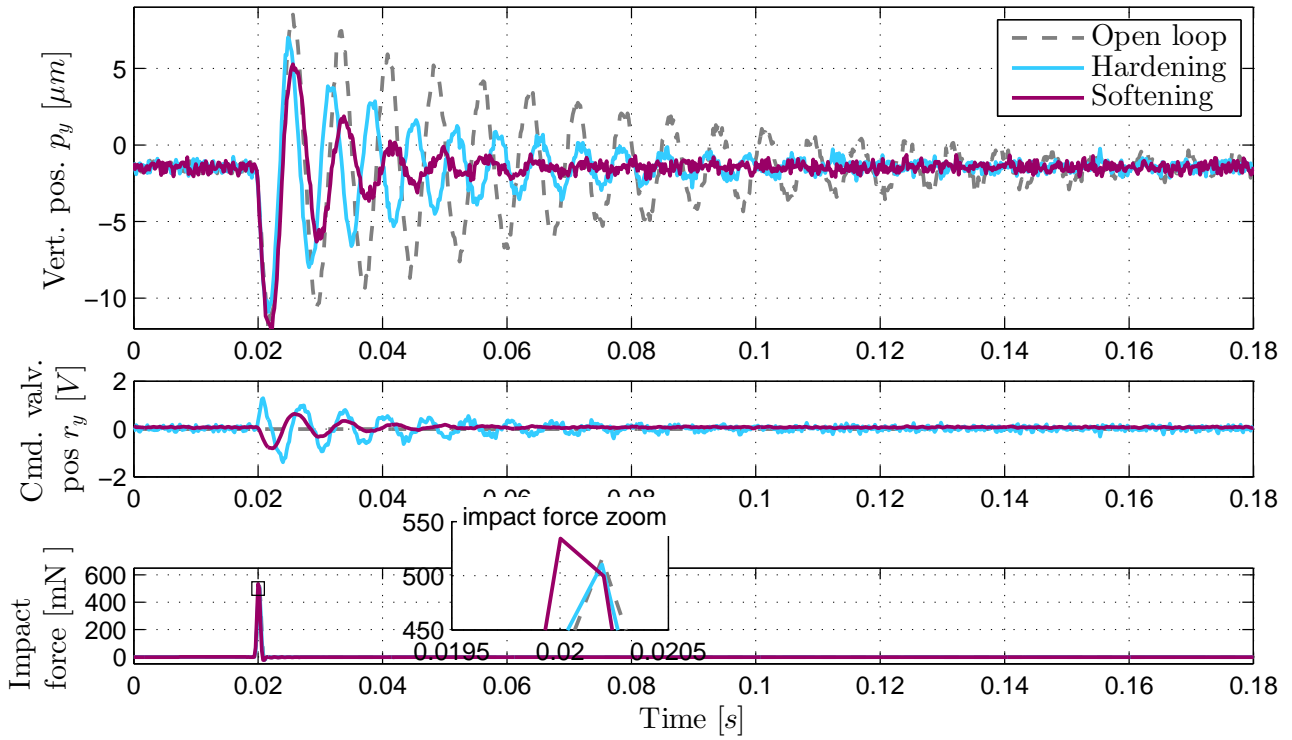 5
0
−5
−10
Vert. pos. p_y [μm]
Open loop
Hardening
Softening
0 0.02 0.04 0.06 0.08 0.1 0.12 0.14 0.16 0.18
Cmd. valv.
pos r_y [V]
2
0
−2
0 0.02 0.04 0.06 0.08 0.1 0.12 0.14 0.16 0.18
550
500
450
impact force zoom
0.0195 0.02 0.0205
Impact
force [mN ]
600
400
200
0
0 0.02 0.04 0.06 0.08 0.1 0.12 0.14 0.16 0.18
Time [s]